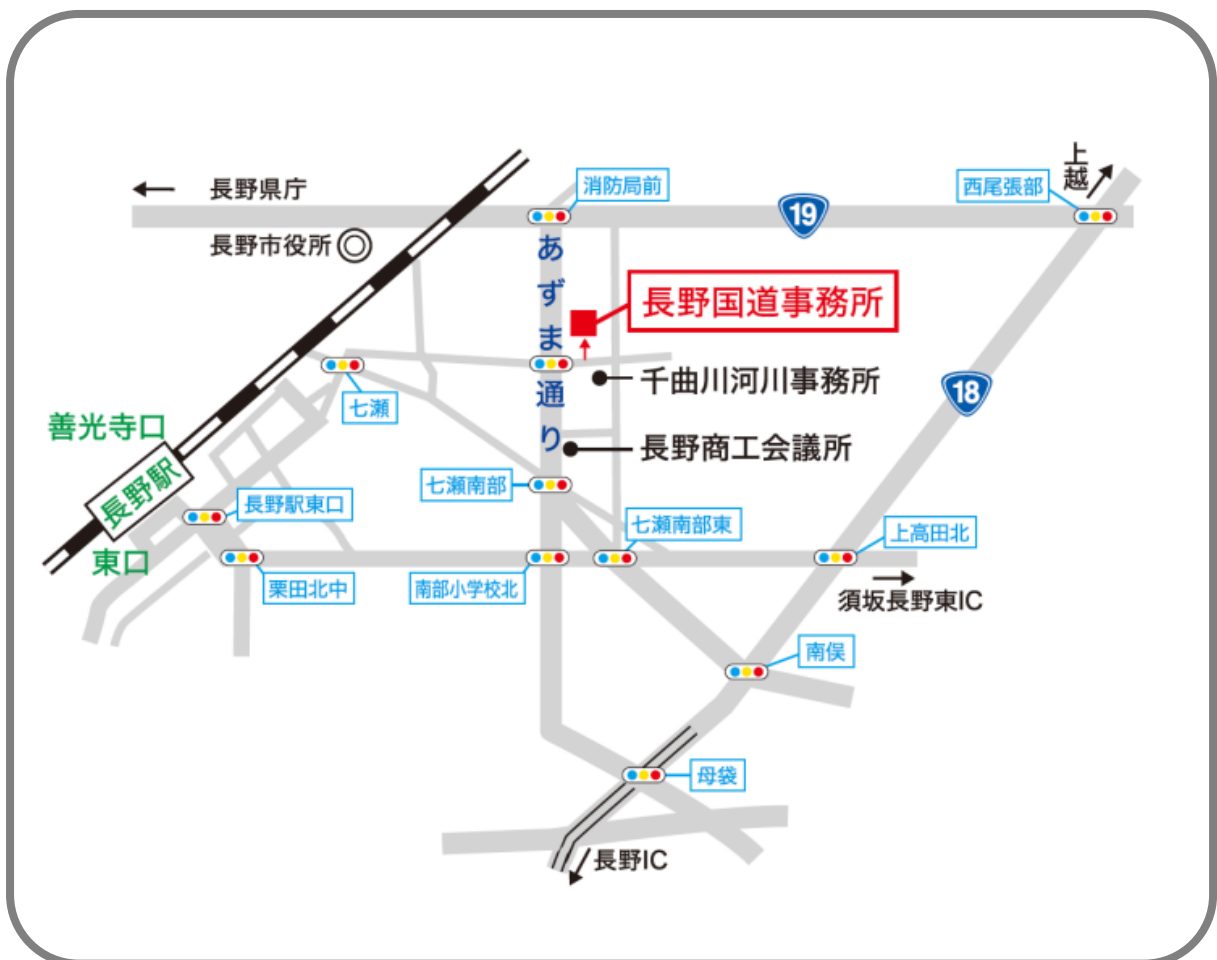 上越
長野県庁
消防局前
西尾張部
19
長野市役所
あずま通り
長野国道事務所
千曲川河川事務所
18
七瀬
善光寺口
長野商工会議所
長野駅
七瀬南部
長野駅東口
七瀬南部東
上高田北
東口
栗田北中
南部小学校北
須坂長野東IC
南俣
母袋
長野IC